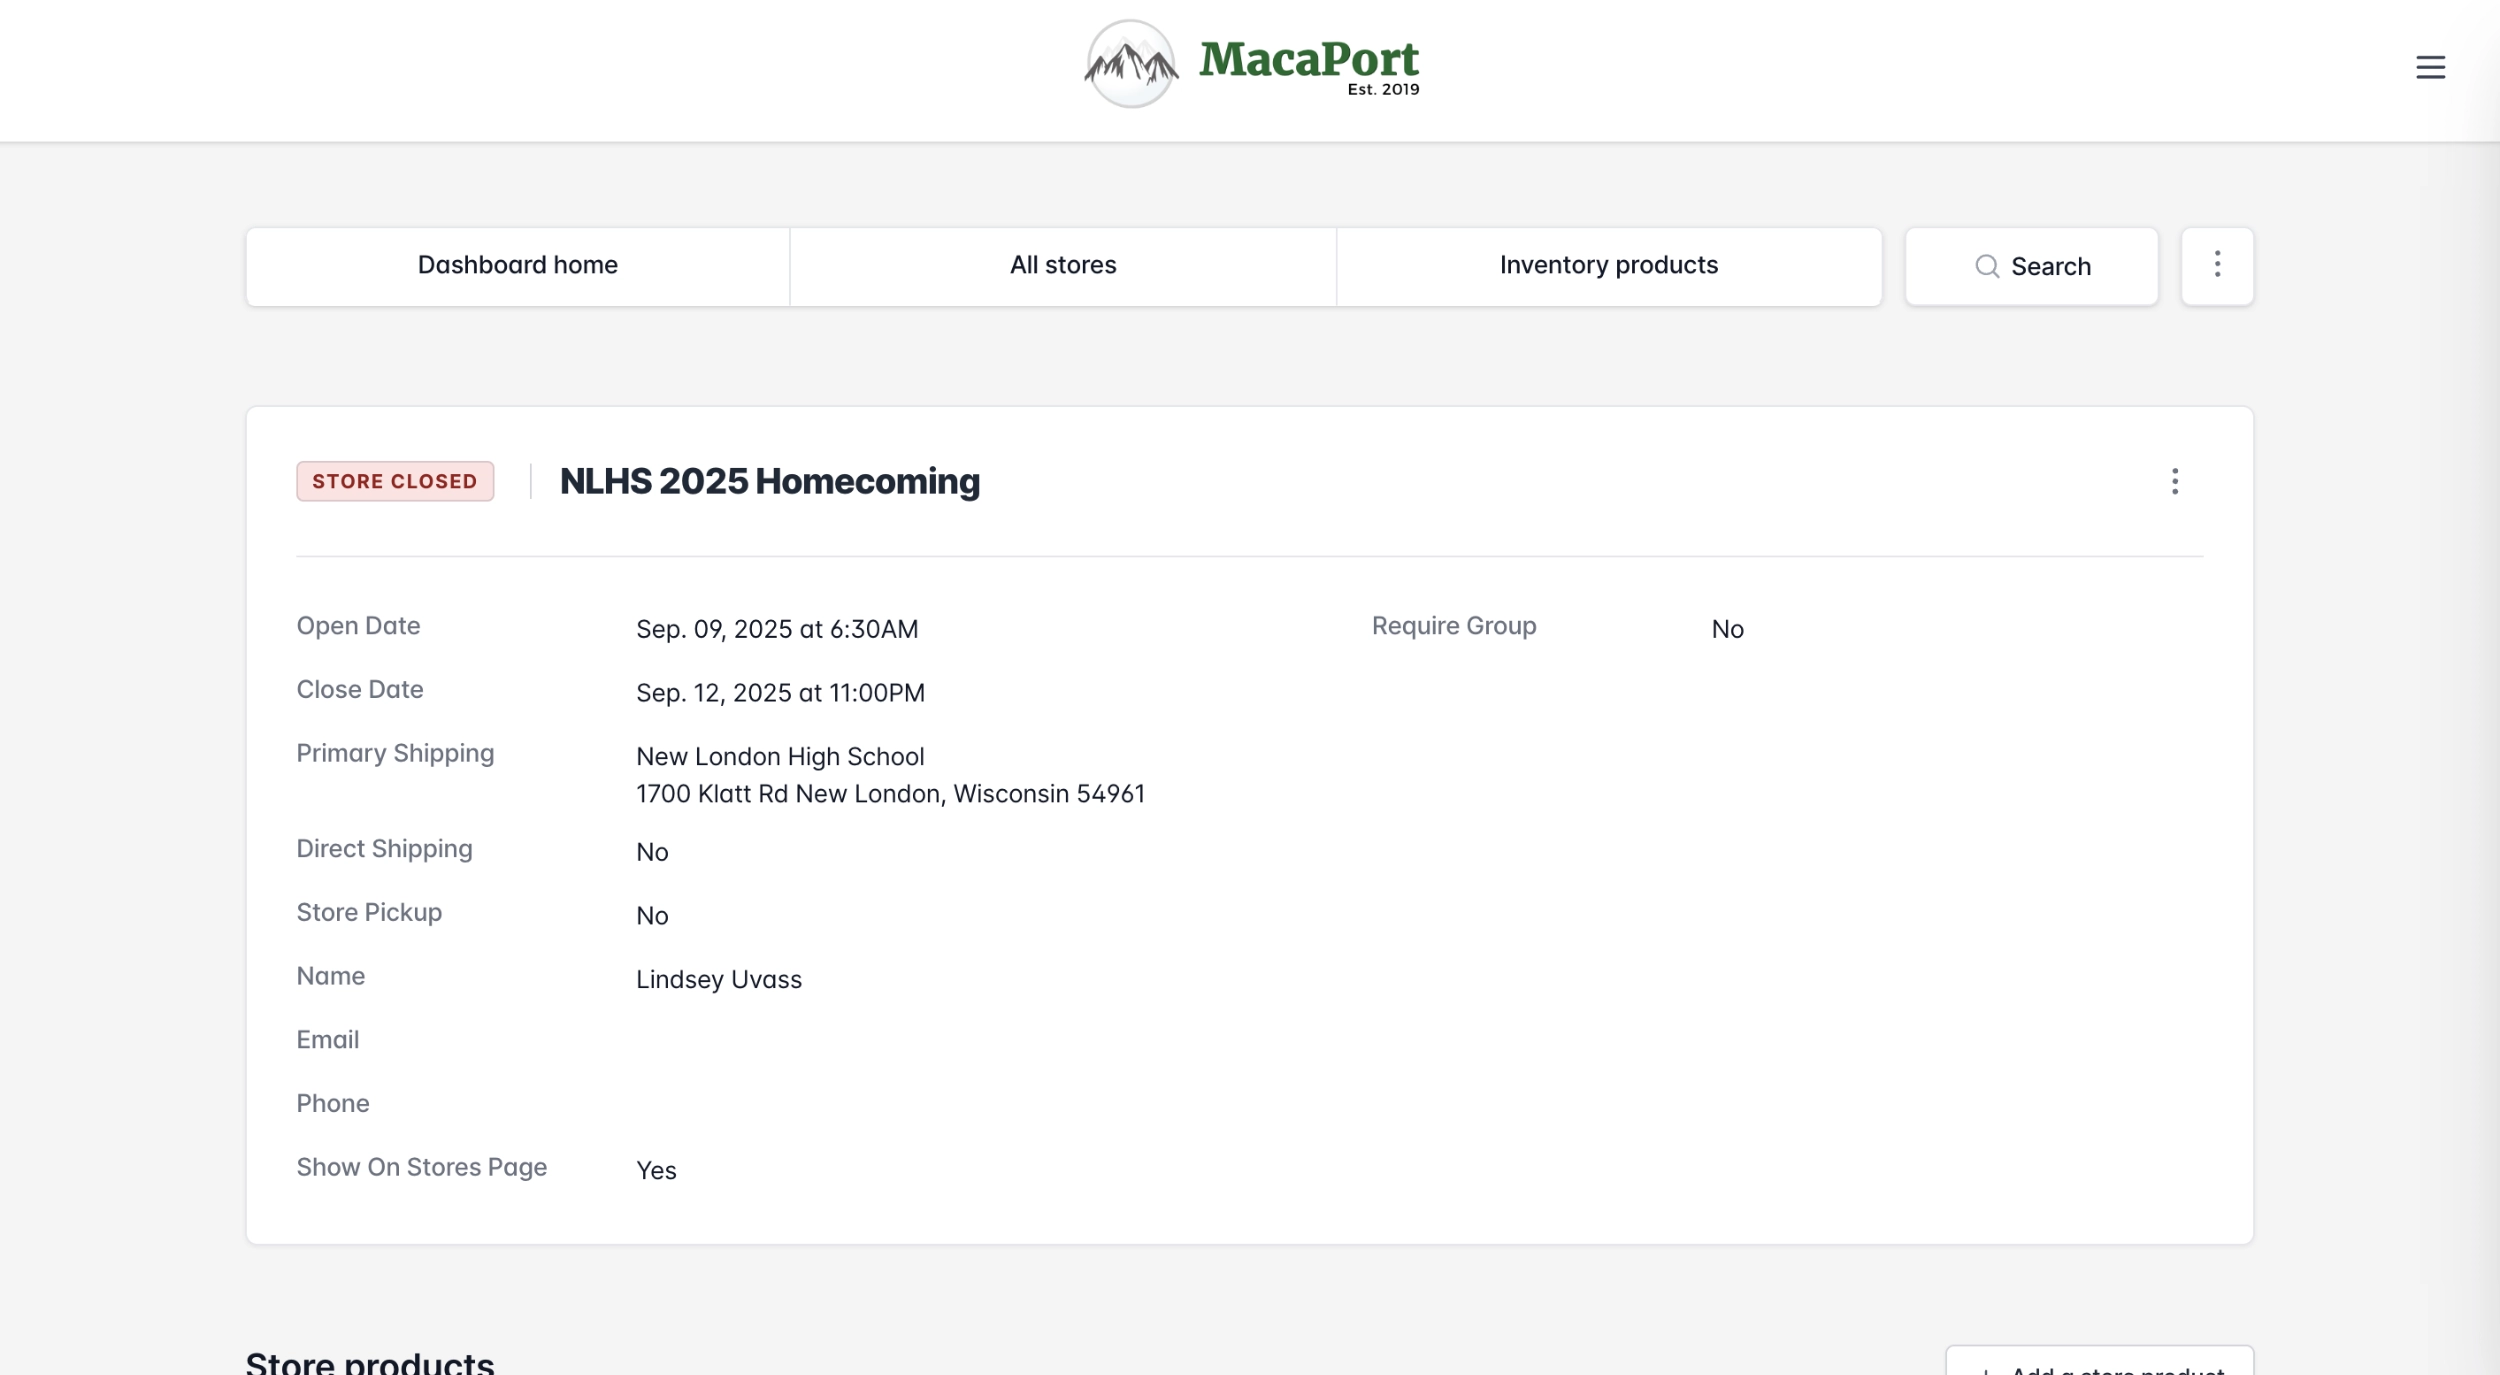 MacaPort
Est. 2019
Dashboard home
All stores
Inventory products
Search
STORE CLOSED
NLHS 2025 Homecoming
Open Date
Sep. 09, 2025 at 6:30AM
Require Group
No
Close Date
Sep. 12, 2025 at 11:00PM
Primary Shipping
New London High School
1700 Klatt Rd New London, Wisconsin 54961
Direct Shipping
No
Store Pickup
No
Name
Lindsey Uvass
Email
Phone
Show On Stores Page
Yes
Store products
Add a store product